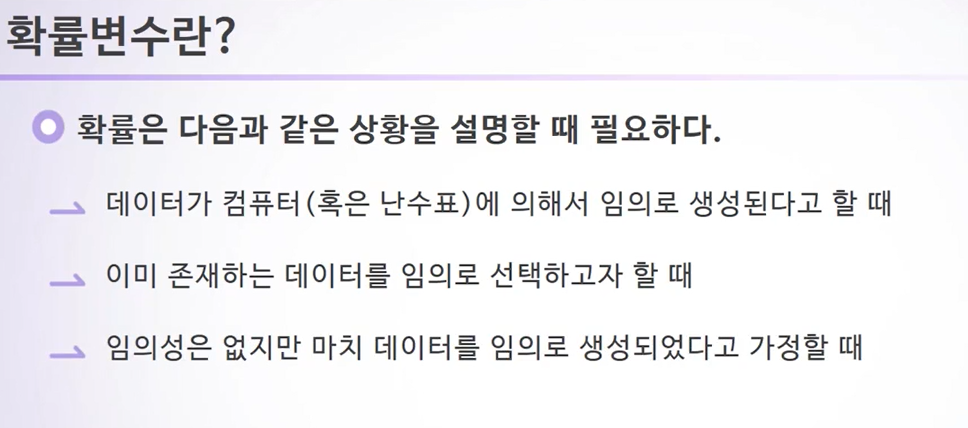 확률변수란?
확률은 다음과 같은 상황을 설명할 때 필요하다.
데이터가 컴퓨터(혹은 난수표)에 의해서 임의로 생성된다고 할 때
이미 존재하는 데이터를 임의로 선택하고자 할 때
임의성은 없지만 마치 데이터를 임의로 생성되었다고 가정할 때